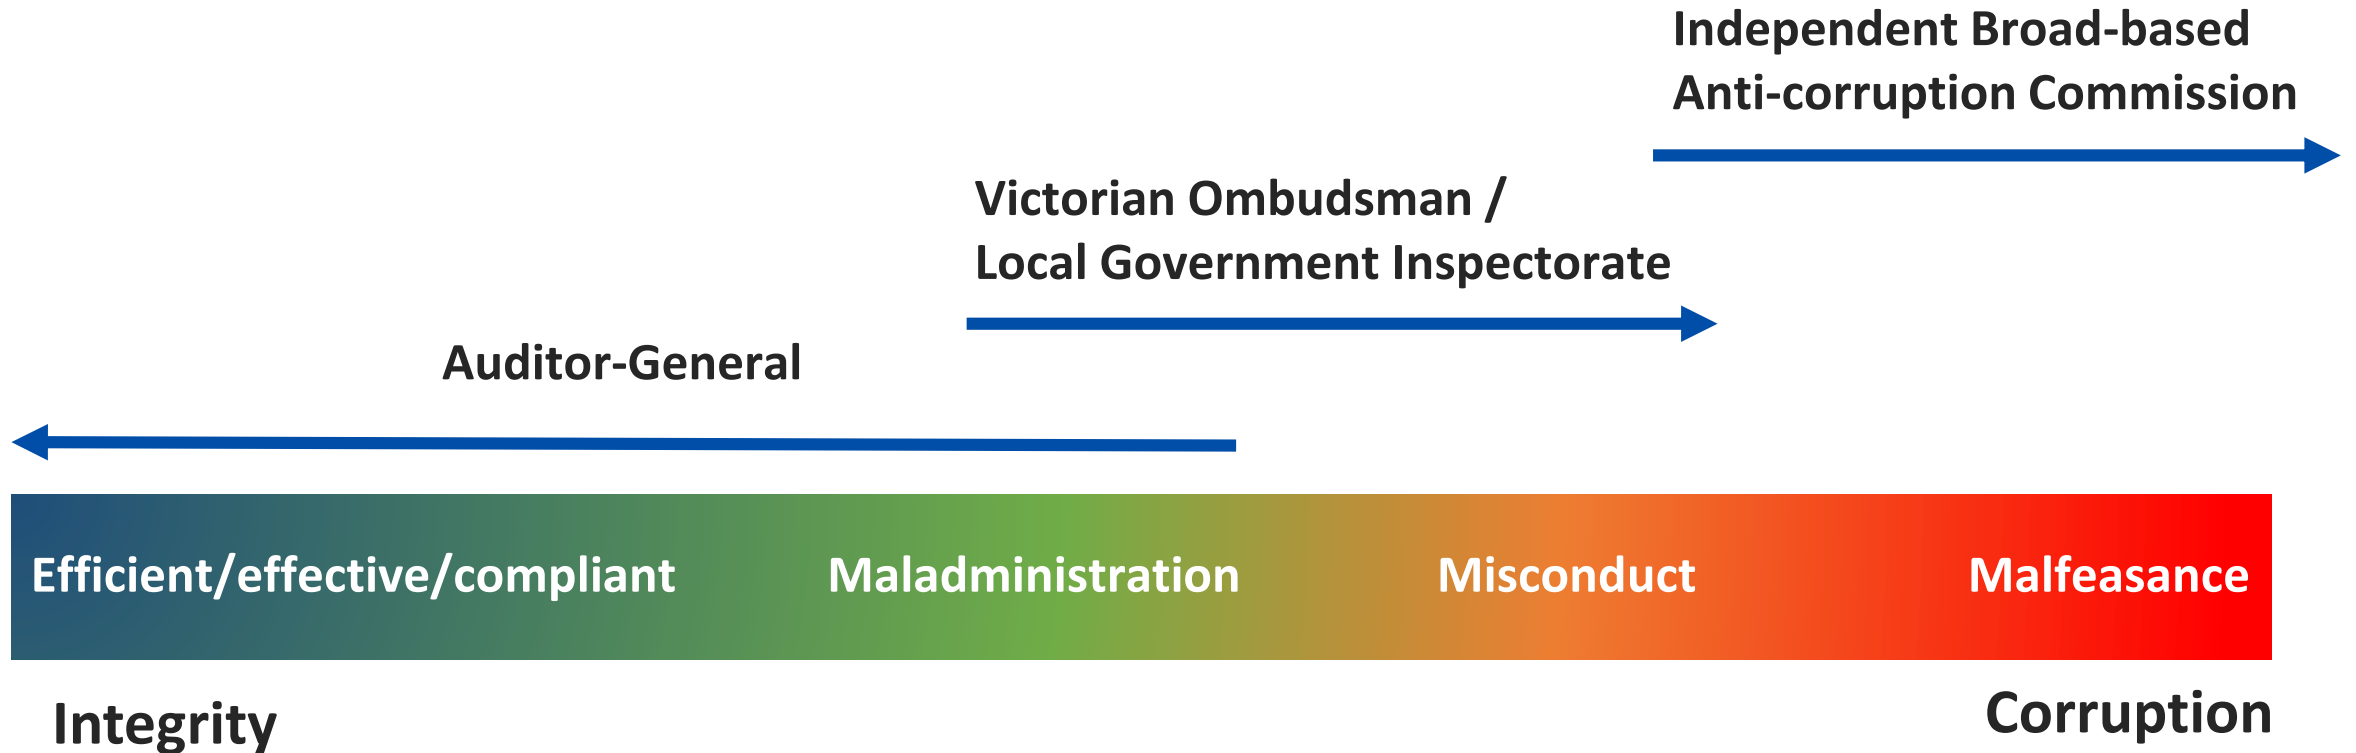 Independent Broad-based
Anti-corruption Commission
Victorian Ombudsman /
Local Government Inspectorate
Auditor-General
Efficient/effective/compliant Maladministration Misconduct Malfeasance
Integrity Corruption